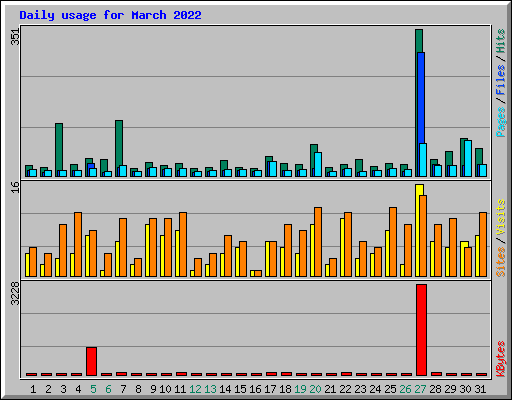 Daily usage for March 2022
351
Pages / Files / Hits
16
Sites / Visits
3228
KBytes
1 2 3 4 5 6 7 8 9 10 11 12 13 14 15 16 17 18 19 20 21 22 23 24 25 26 27 28 29 30 31